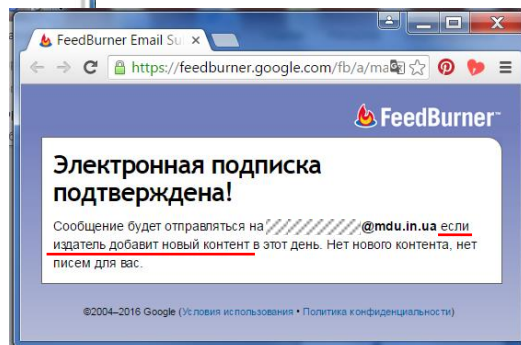 FeedBurner Email Su
https://feedburner.google.com/fb/a/ma
FeedBurner™
Электронная подписка
подтверждена!
Сообщение будет отправляться на @mdu.in.ua если
издатель добавит новый контент в этот день. Нет нового контента, нет
писем для вас.
©2004–2016 Google (Условия использования • Политика конфиденциальности)